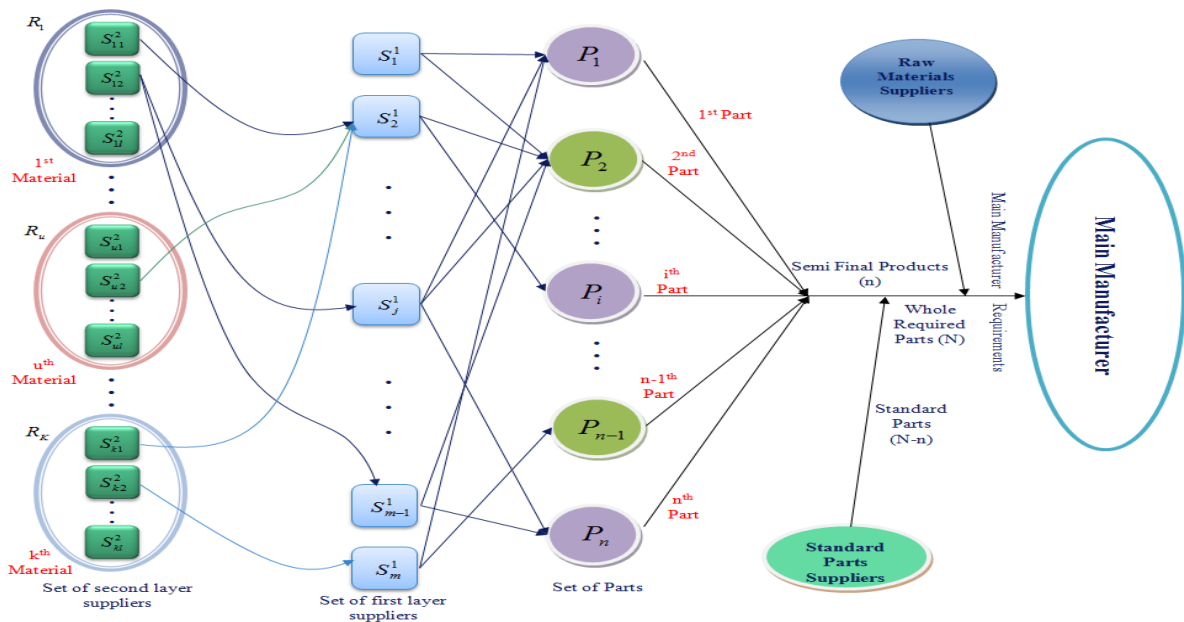 R₁
S²₁₁
S²₁₂
S²₁ₗ
1ˢᵗ
Material
Rᵤ
S²ᵤ₁
S²ᵤ₂
S²ᵤₗ
uᵗʰ
Material
R_K
S²ₖ₁
S²ₖ₂
S²ₖₗ
kᵗʰ
Material
Set of second layer
suppliers
S¹₁
S¹₂
S¹ⱼ
S¹ₘ₋₁
S¹ₘ
Set of first layer
suppliers
P₁
P₂
Pᵢ
Pₙ₋₁
Pₙ
Set of Parts
1ˢᵗ Part
2ⁿᵈ
Part
iᵗʰ
Part
n-1ᵗʰ
Part
nᵗʰ
Part
Raw
Materials
Suppliers
Semi Final Products
(n)
Whole
Required
Parts (N)
Standard
Parts
(N-n)
Standard
Parts
Suppliers
Main Manufacturer
Requirements
Main Manufacturer